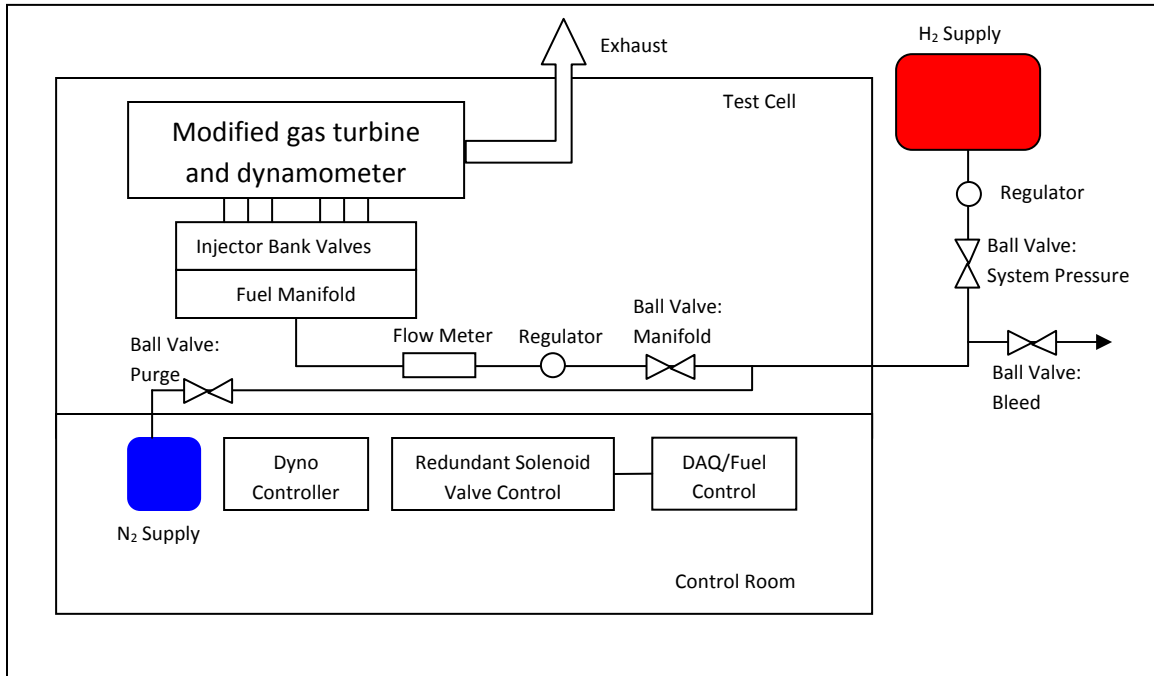 Exhaust
H₂ Supply
Test Cell
Modified gas turbine
and dynamometer
Regulator
Injector Bank Valves
Ball Valve:
System Pressure
Fuel Manifold
Ball Valve:
Manifold
Flow Meter
Regulator
Ball Valve:
Purge
Ball Valve:
Bleed
Dyno
Controller
Redundant Solenoid
Valve Control
DAQ/Fuel
Control
N₂ Supply
Control Room